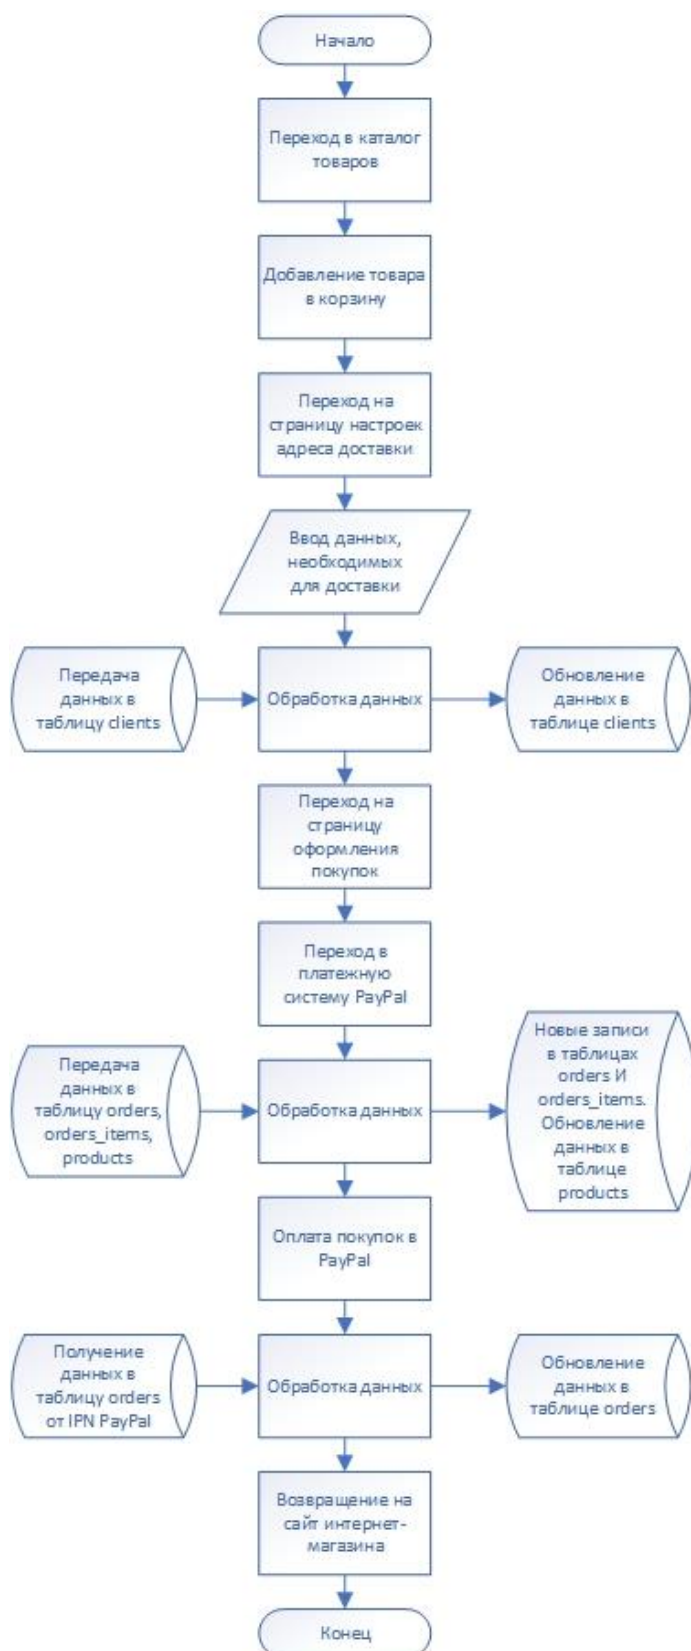 Начало
Переход в каталог
товаров
Добавление товара
в корзину
Переход на
страницу настроек
адреса доставки
Ввод данных,
необходимых
для доставки
Передача
данных в
таблицу clients
Обработка данных
Обновление
данных в
таблице clients
Переход на
страницу
оформления
покупок
Переход в
платежную
систему PayPal
Передача
данных в
таблицу orders,
orders_items,
products
Обработка данных
Новые записи
в таблицах
orders И
orders_items.
Обновление
данных в
таблице
products
Оплата покупок в
PayPal
Получение
данных в
таблицу orders
от IPN PayPal
Обработка данных
Обновление
данных в
таблице orders
Возвращение на
сайт интернет-
магазина
Конец